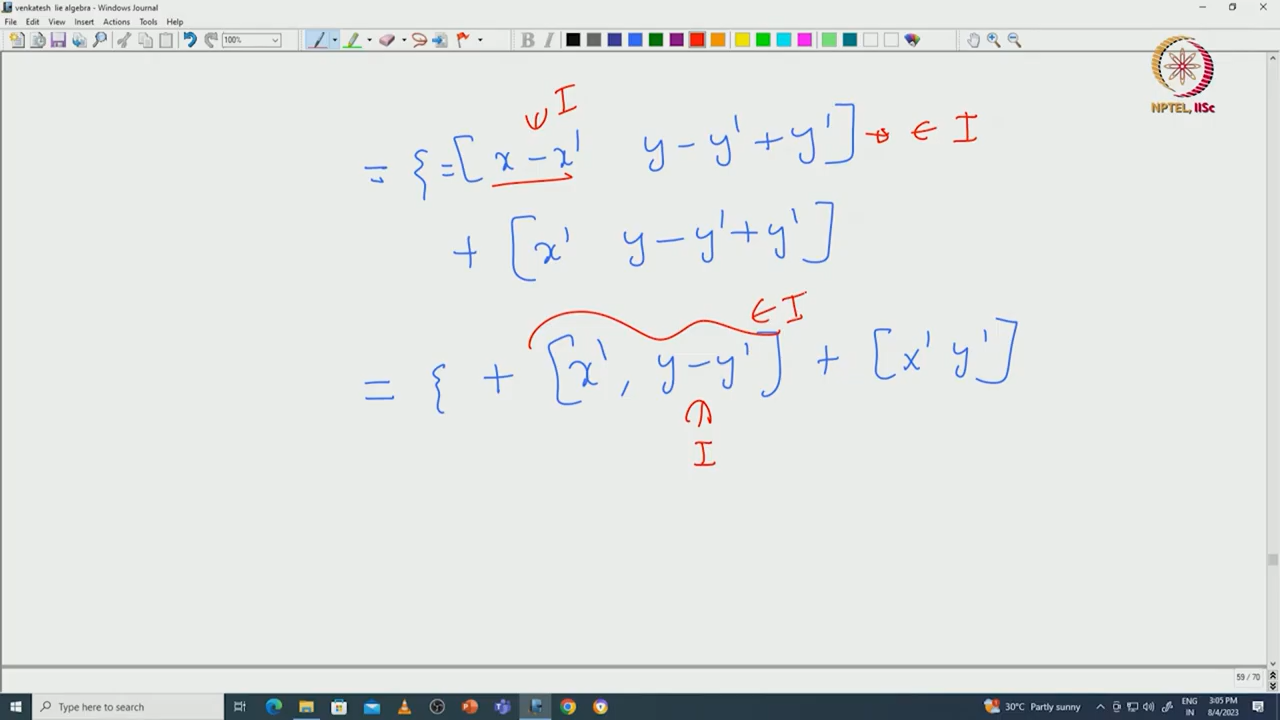 venkatesh lie algebra - Windows Journal
File Edit View Insert Actions Tools Help
100%
B I
NPTEL, IISc
I
= { = [ x - x' y - y' + y' ] → ∈ I
+ [ x' y - y' + y' ]
∈ I
= { + [ x', y - y' ] + [ x' y' ]
I
59 / 70
Type here to search
30°C Partly sunny
ENG
IN
3:05 PM
8/4/2023